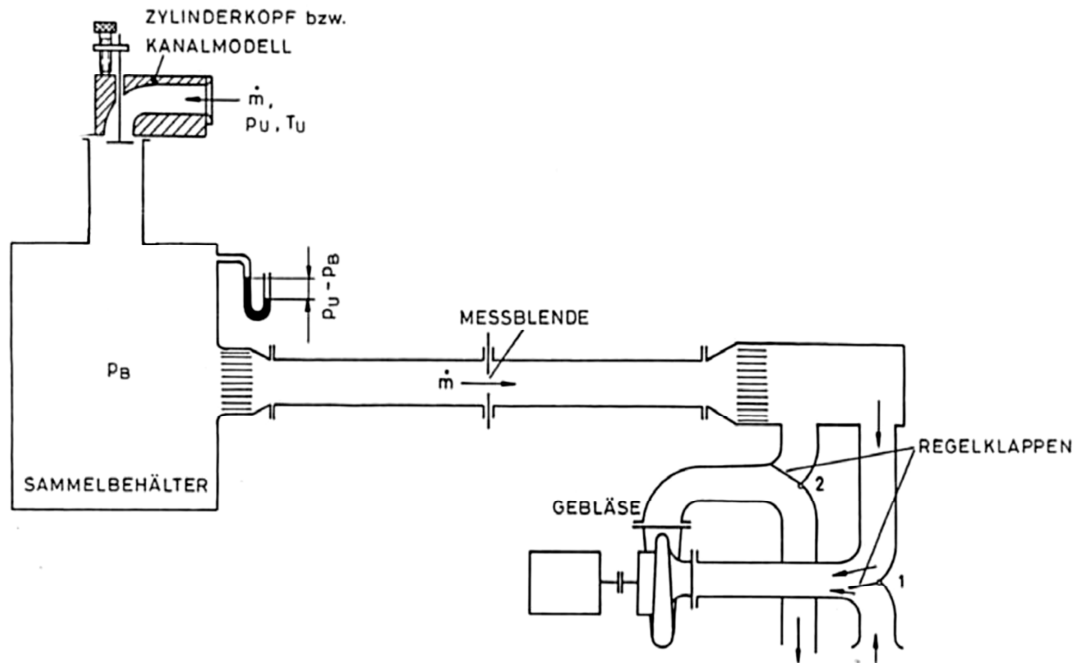 ZYLINDERKOPF bzw.
KANALMODELL
ṁ,
pU, TU
pU – pB
MESSBLENDE
pB
ṁ
REGELKLAPPEN
SAMMELBEHÄLTER
2
GEBLÄSE
1